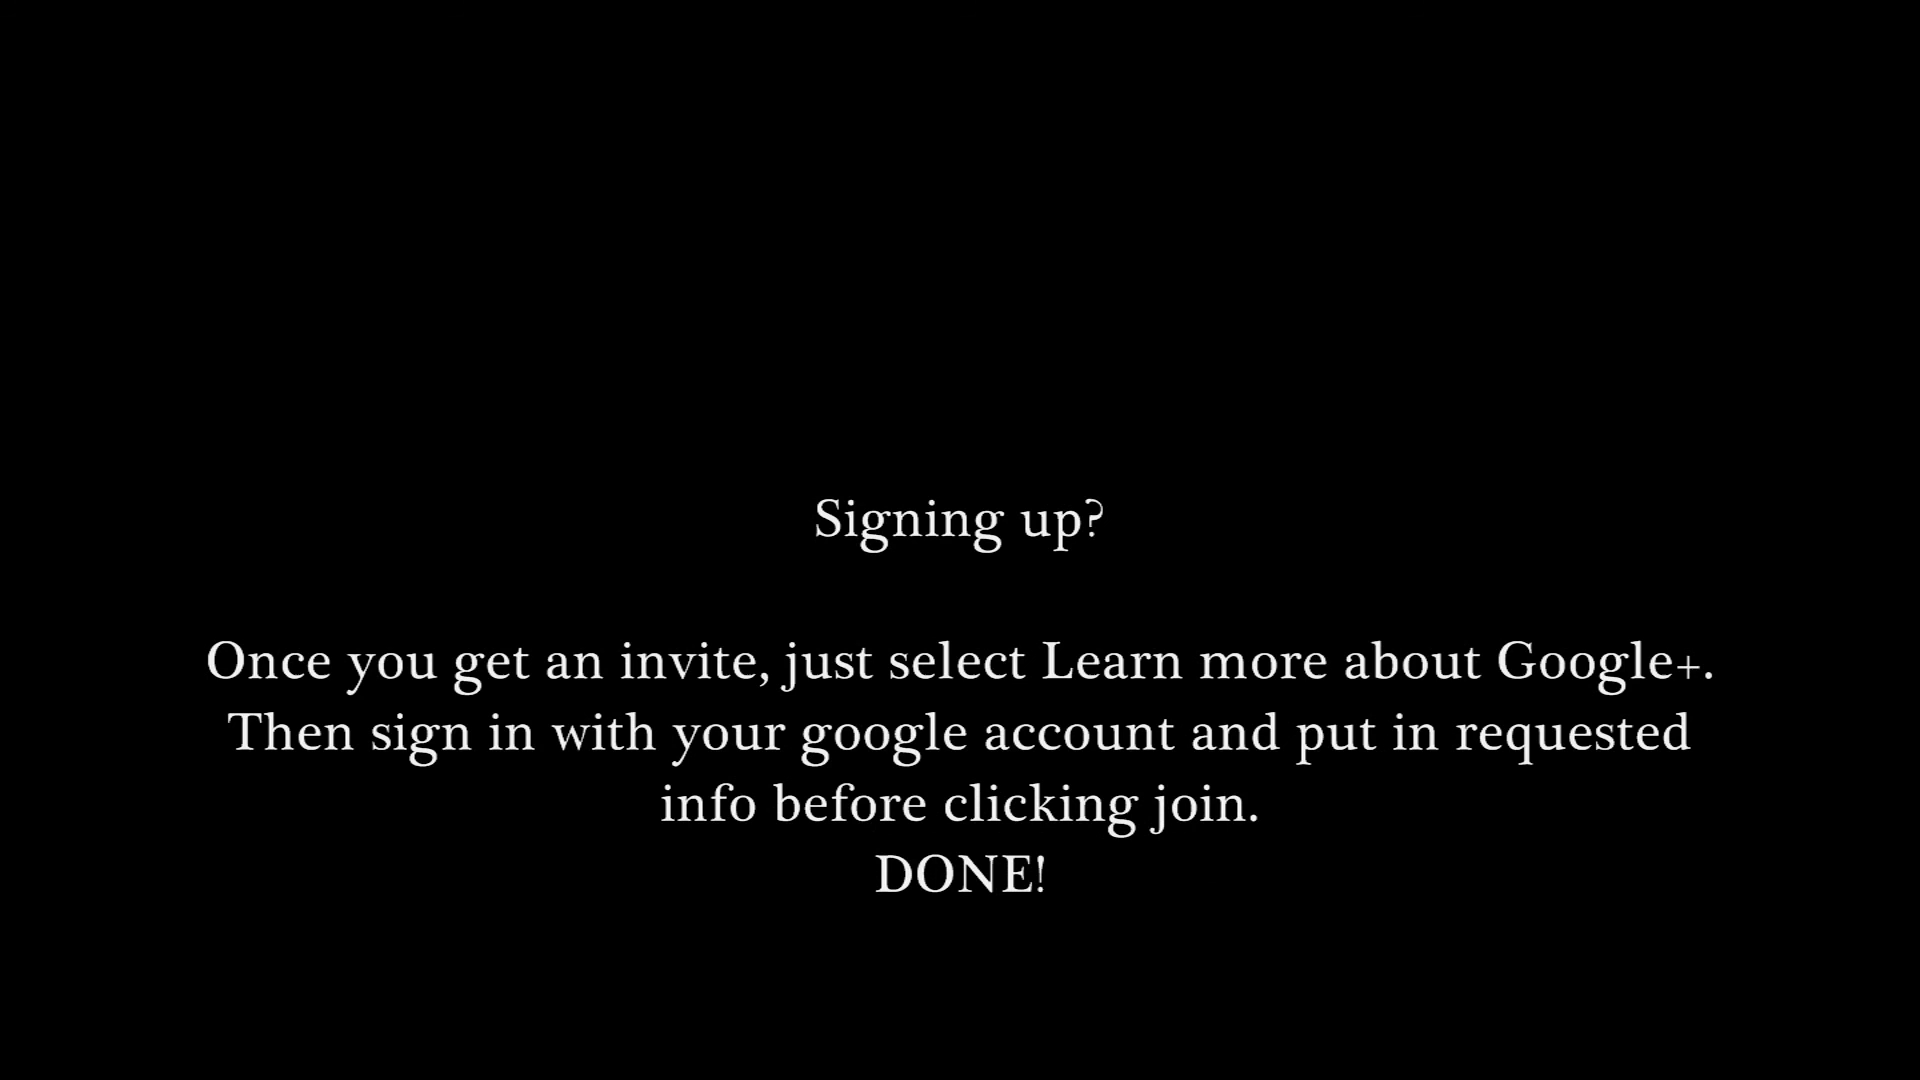 Signing up?
Once you get an invite, just select Learn more about Google+.
Then sign in with your google account and put in requested
info before clicking join.
DONE!